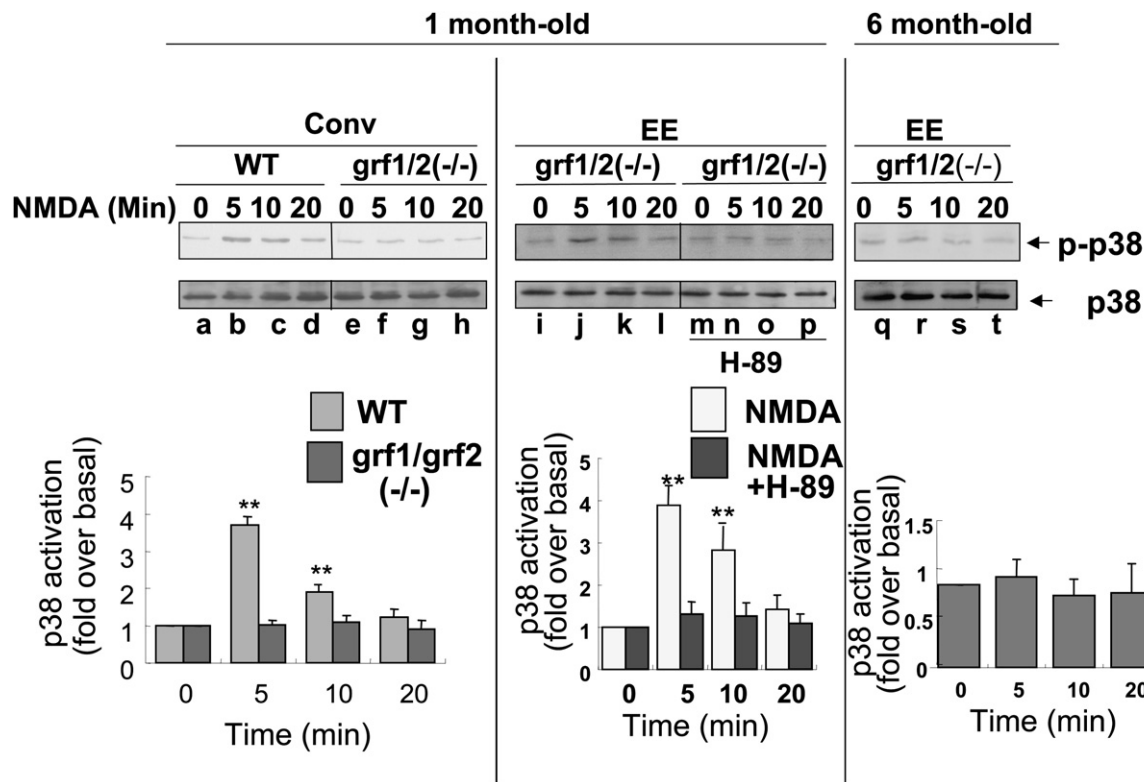 1 month-old 6 month-old
Conv EE EE
WT grf1/2(-/-) grf1/2(-/-) grf1/2(-/-) grf1/2(-/-)
NMDA (Min) 0 5 10 20 0 5 10 20 0 5 10 20 0 5 10 20 0 5 10 20
p-p38
p38
a b c d e f g h i j k l m n o p q r s t
H-89
WT
grf1/grf2
(-/-)
p38 activation
(fold over basal)
5
4
3
2
1
0
**
**
0 5 10 20
Time (min)
NMDA
NMDA
+H-89
p38 activation
(fold over basal)
5
4
3
2
1
0
**
**
0 5 10 20
Time (min)
p38 activation
(fold over basal)
1.5
1
0.5
0
0 5 10 20
Time (min)